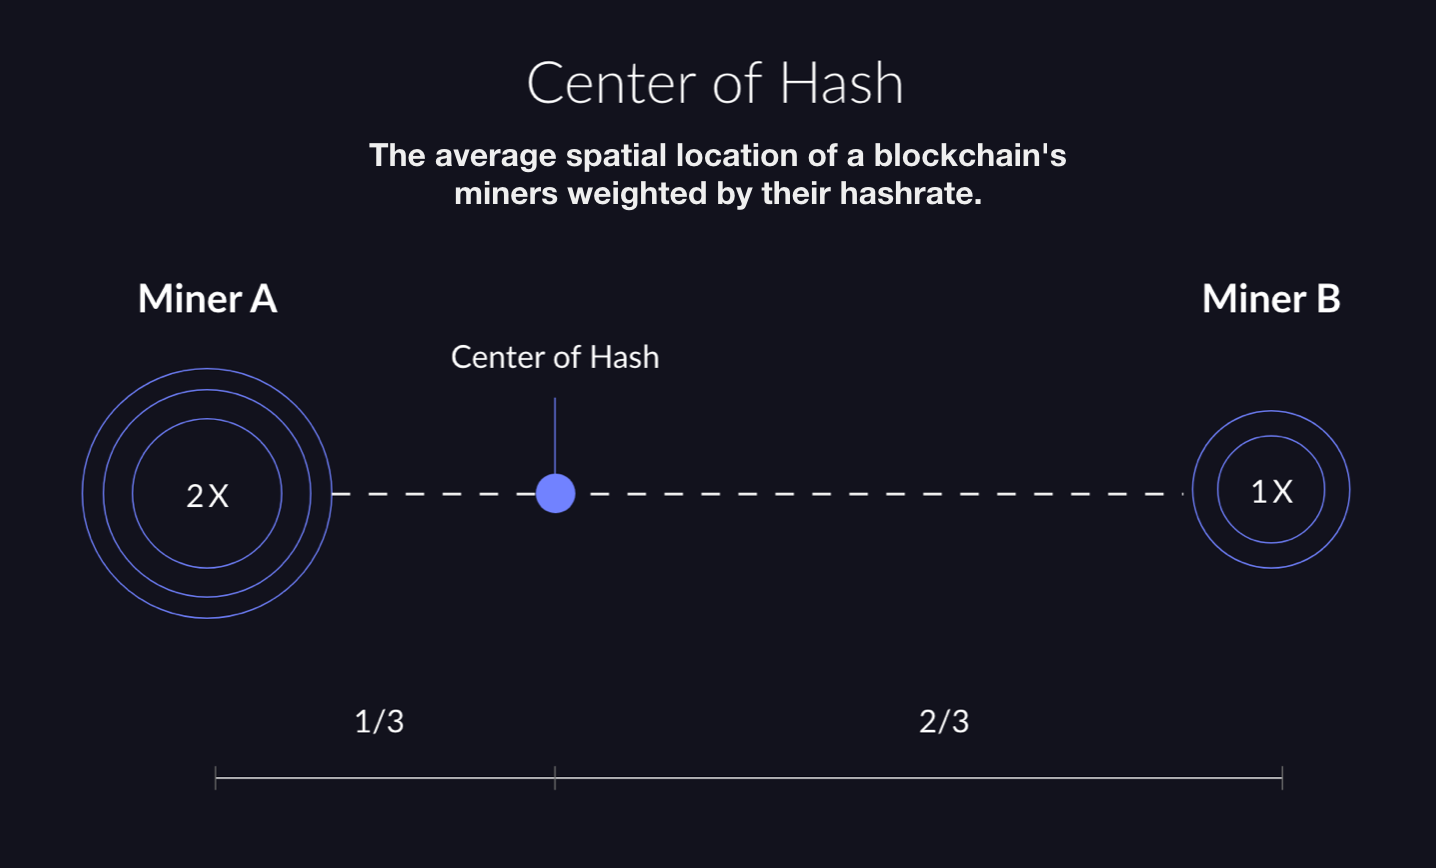 Center of Hash
The average spatial location of a blockchain's
miners weighted by their hashrate.
Miner A
Miner B
Center of Hash
2X
1X
1/3
2/3